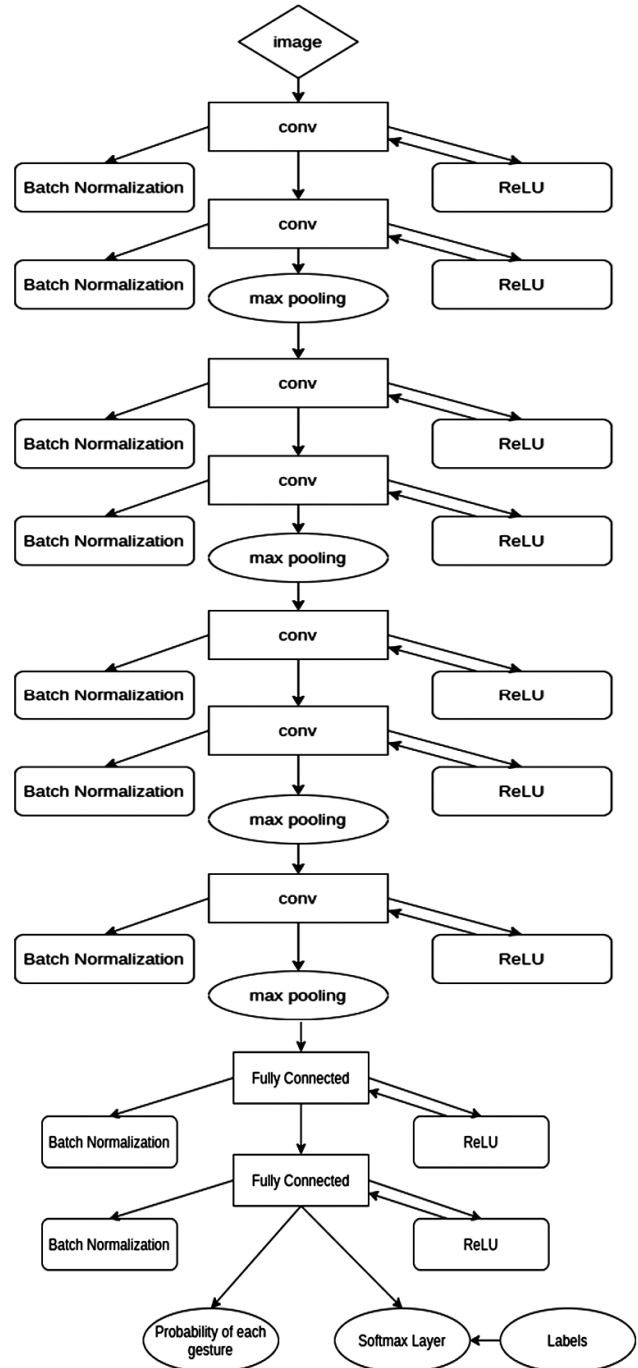 image
conv
Batch Normalization
ReLU
conv
Batch Normalization
ReLU
max pooling
conv
Batch Normalization
ReLU
conv
Batch Normalization
ReLU
max pooling
conv
Batch Normalization
ReLU
conv
Batch Normalization
ReLU
max pooling
conv
Batch Normalization
ReLU
max pooling
Fully Connected
Batch Normalization
ReLU
Fully Connected
Batch Normalization
ReLU
Probability of each
gesture
Softmax Layer
Labels